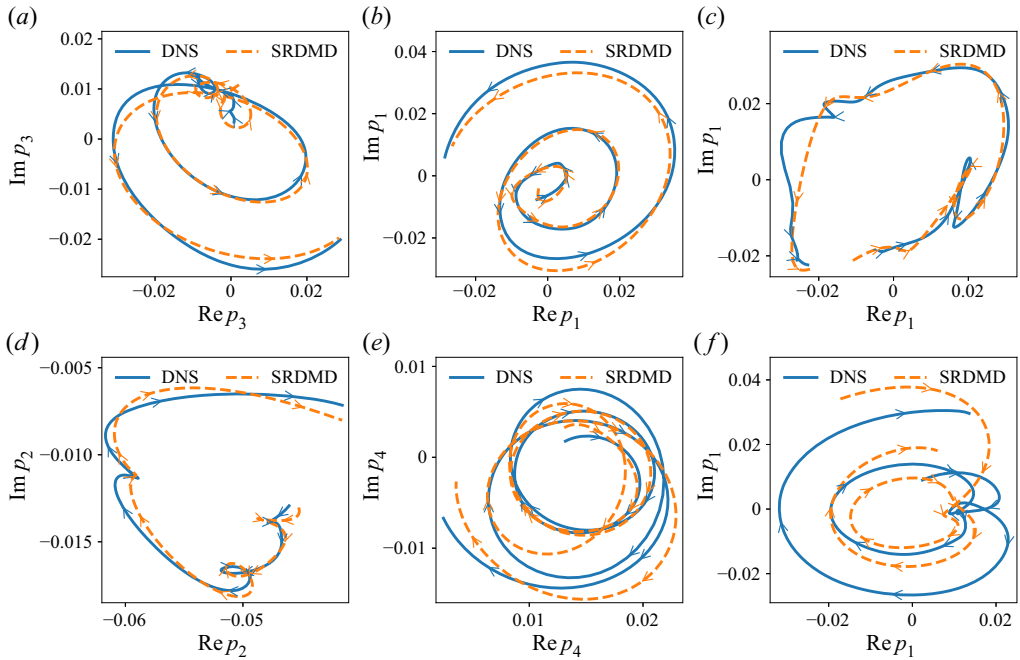 (a) (b) (c)
DNS SRDMD DNS SRDMD DNS SRDMD
0.02 0.04 0.02
0.01 0.02 0
0 0 −0.02
−0.01 −0.02
−0.02
Im p3 Im p1 Im p1
−0.02 0 0.02 −0.02 0 0.02 −0.02 0 0.02
Re p3 Re p1 Re p1
(d) (e) (f)
DNS SRDMD DNS SRDMD DNS SRDMD
−0.005 0.01 0.04
−0.010 0 0.02
−0.015 −0.01 0
−0.02
Im p2 Im p4 Im p1
−0.06 −0.05 0.01 0.02 −0.02 0 0.02
Re p2 Re p4 Re p1